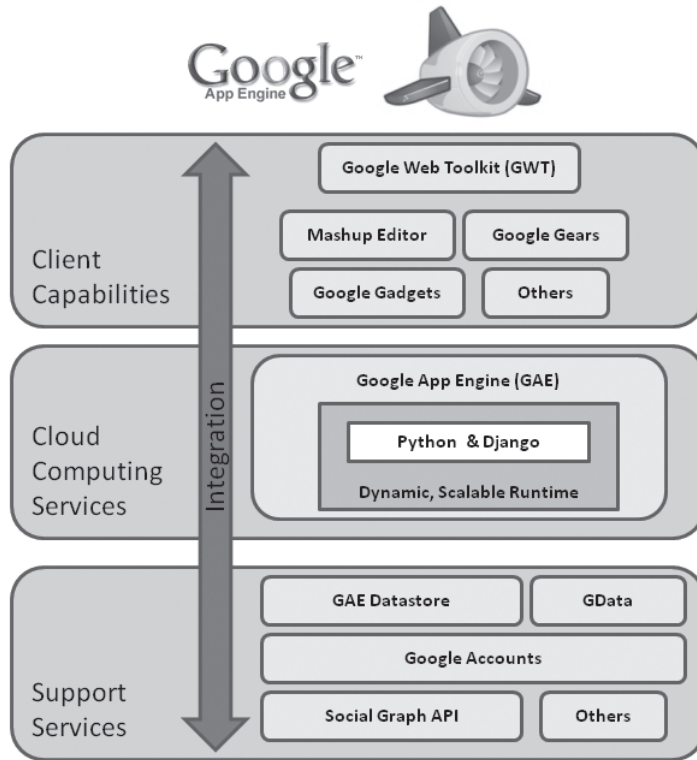 Google™
App Engine
Client
Capabilities
Google Web Toolkit (GWT)
Mashup Editor
Google Gears
Google Gadgets
Others
Integration
Cloud
Computing
Services
Google App Engine (GAE)
Python & Django
Dynamic, Scalable Runtime
Support
Services
GAE Datastore
GData
Google Accounts
Social Graph API
Others